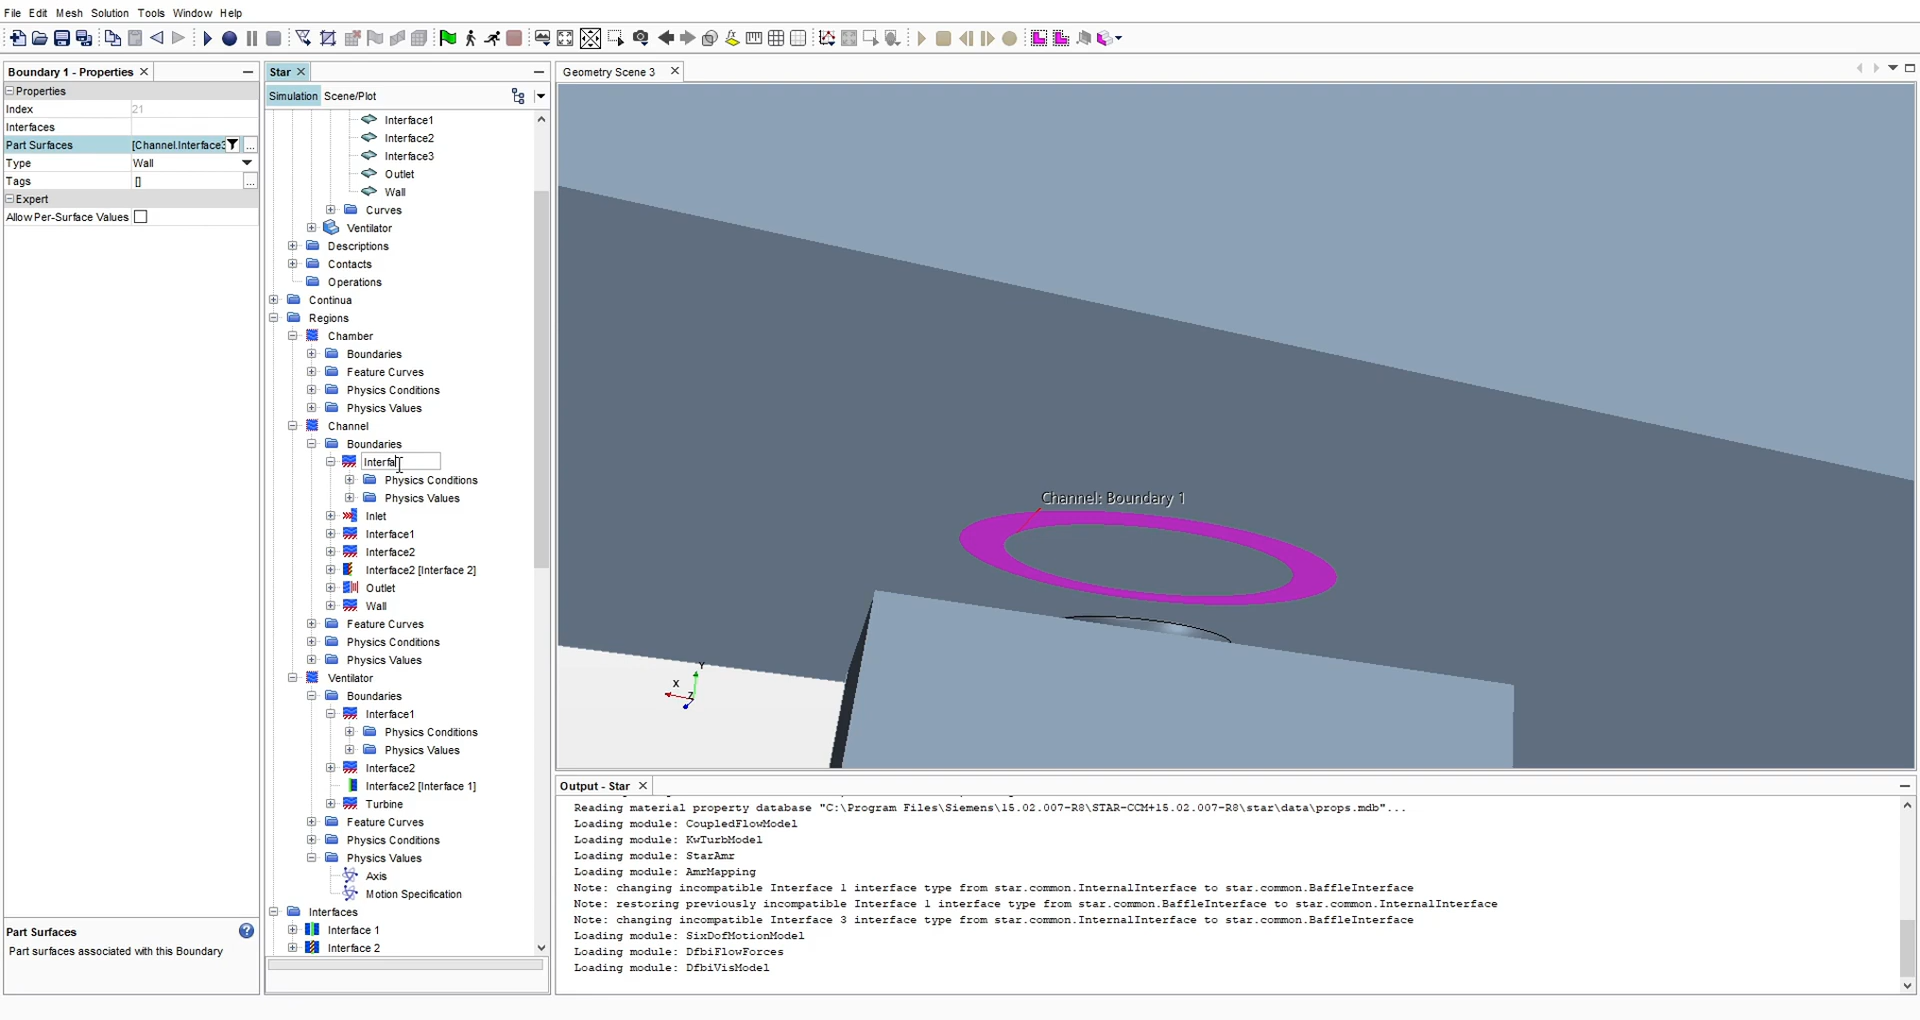 File Edit Mesh Solution Tools Window Help
Boundary 1 - Properties
Properties
Index 21
Interfaces
Part Surfaces [Channel.Interface3 ...
Type Wall
Tags [] ...
Expert
Allow Per-Surface Values
Part Surfaces
Part surfaces associated with this Boundary
Star
Simulation Scene/Plot
Interface1
Interface2
Interface3
Outlet
Wall
Curves
Ventilator
Descriptions
Contacts
Operations
Continua
Regions
Chamber
Boundaries
Feature Curves
Physics Conditions
Physics Values
Channel
Boundaries
Interfa
Physics Conditions
Physics Values
Inlet
Interface1
Interface2
Interface2 [Interface 2]
Outlet
Wall
Feature Curves
Physics Conditions
Physics Values
Ventilator
Boundaries
Interface1
Physics Conditions
Physics Values
Interface2
Interface2 [Interface 1]
Turbine
Feature Curves
Physics Conditions
Physics Values
Axis
Motion Specification
Interfaces
Interface 1
Interface 2
Geometry Scene 3
Channel: Boundary 1
Y
X
Z
Output - Star
Reading material property database "C:\Program Files\Siemens\15.02.007-R8\STAR-CCM+15.02.007-R8\star\data\props.mdb"...
Loading module: CoupledFlowModel
Loading module: KwTurbModel
Loading module: StarAmr
Loading module: AmrMapping
Note: changing incompatible Interface 1 interface type from star.common.InternalInterface to star.common.BaffleInterface
Note: restoring previously incompatible Interface 1 interface type from star.common.BaffleInterface to star.common.InternalInterface
Note: changing incompatible Interface 3 interface type from star.common.InternalInterface to star.common.BaffleInterface
Loading module: SixDofMotionModel
Loading module: DfbiFlowForces
Loading module: DfbiVisModel